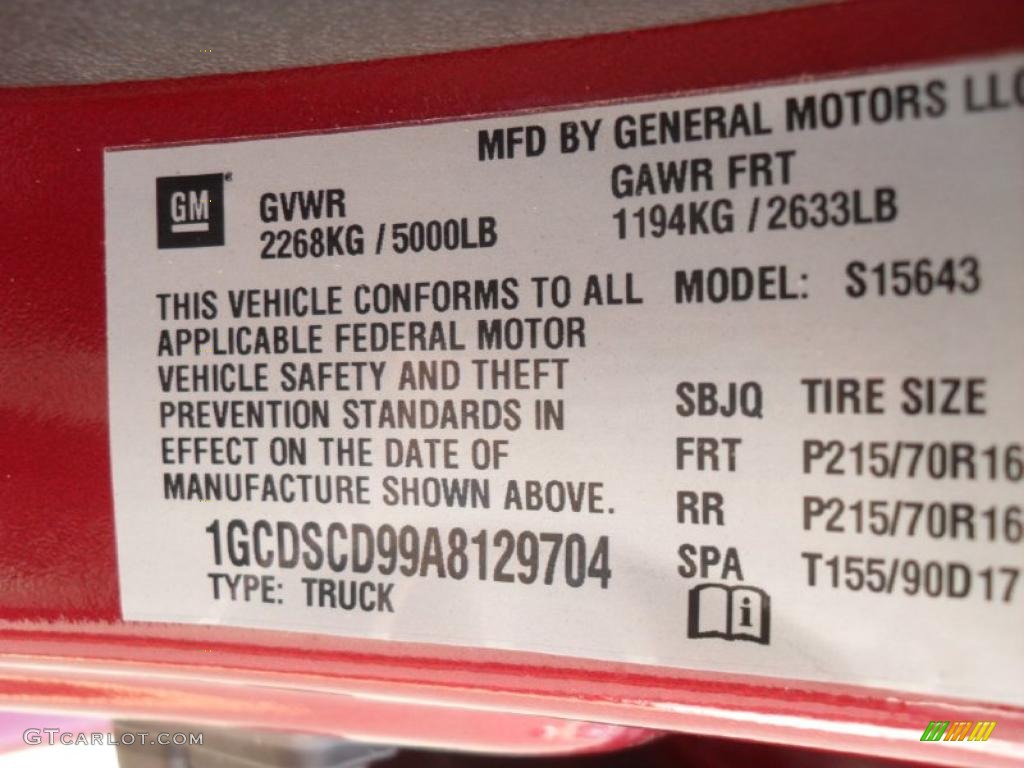 MFD BY GENERAL MOTORS LLC
GM
GVWR
2268KG / 5000LB
GAWR FRT
1194KG / 2633LB
THIS VEHICLE CONFORMS TO ALL
APPLICABLE FEDERAL MOTOR
VEHICLE SAFETY AND THEFT
PREVENTION STANDARDS IN
EFFECT ON THE DATE OF
MANUFACTURE SHOWN ABOVE.
1GCDSCD99A8129704
TYPE: TRUCK
MODEL: S15643
SBJQ TIRE SIZE
FRT P215/70R16
RR P215/70R16
SPA T155/90D17
i
GTCARLOT.COM